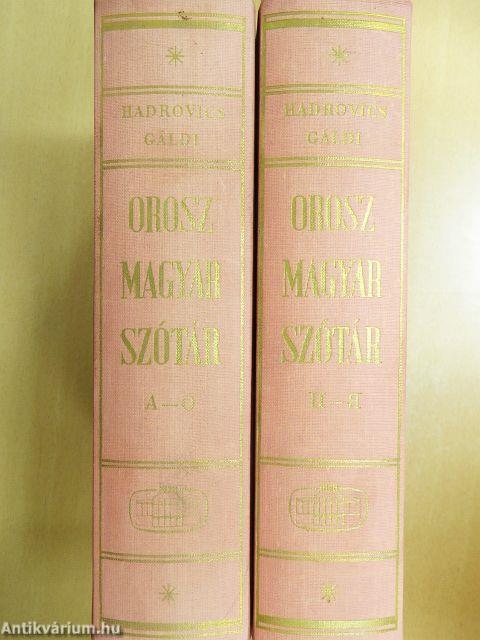 HADROVICS
GÁLDI
OROSZ
MAGYAR
SZÓTÁR
А—О
HADROVICS
GÁLDI
OROSZ
MAGYAR
SZÓTÁR
П—Я
Antikvárium.hu